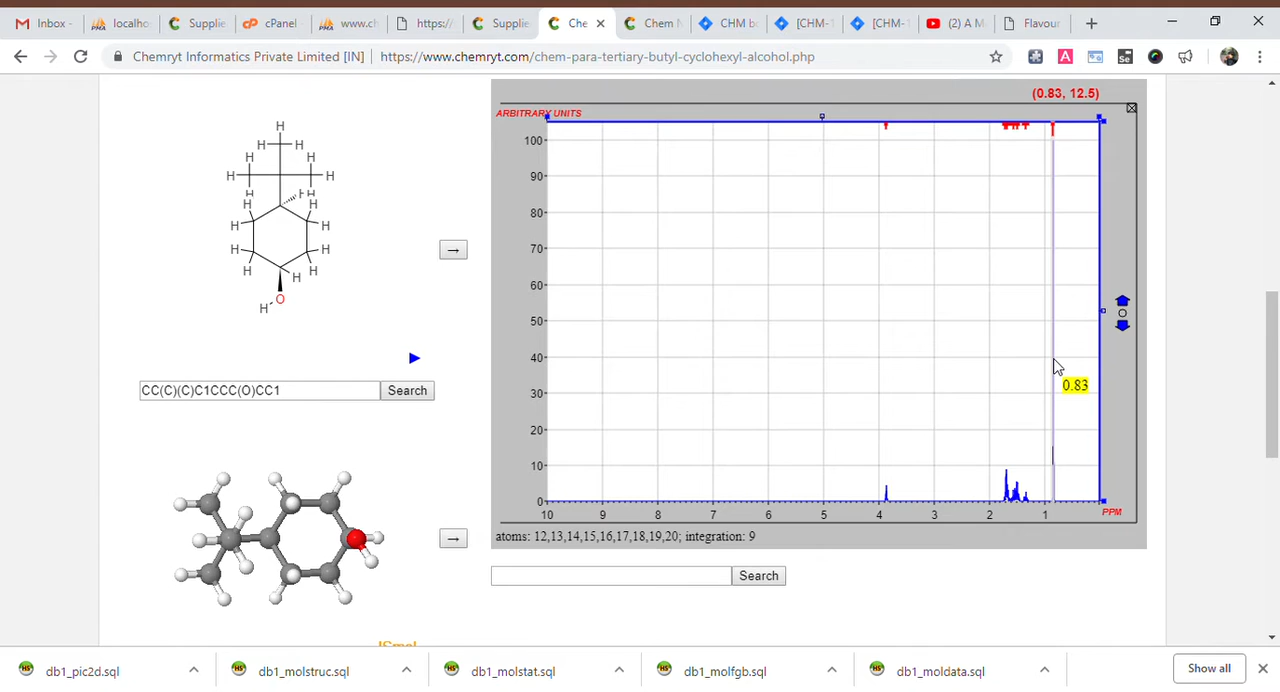 Inbox -
localho
Supplie
cPanel
www.ch
https:/
Supplie
Che
Chem N
CHM b
[CHM-
[CHM-
(2) A M
Flavour
Chemryt Informatics Private Limited [IN] https://www.chemryt.com/chem-para-tertiary-butyl-cyclohexyl-alcohol.php
(0.83, 12.5)
ARBITRARY UNITS
100
90
80
70
60
50
40
30
20
10
0
10 9 8 7 6 5 4 3 2 1 PPM
0.83
atoms: 12,13,14,15,16,17,18,19,20; integration: 9
H
H H
H H
H H
H H H
H H
H H
H H
H H H
H O
→
CC(C)(C)C1CCC(O)CC1 Search
→
Search
db1_pic2d.sql
db1_molstruc.sql
db1_molstat.sql
db1_molfgb.sql
db1_moldata.sql
Show all